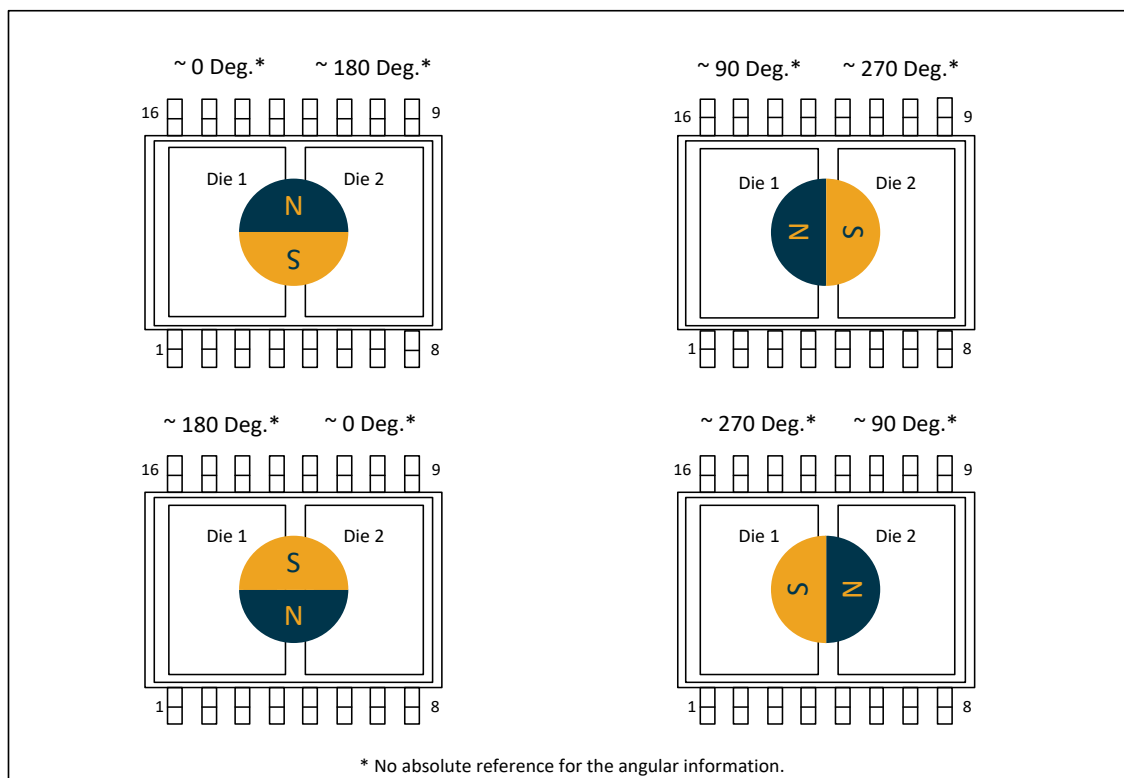 ~ 0 Deg.* ~ 180 Deg.*
16 9
Die 1 Die 2
N
S
1 8
~ 90 Deg.* ~ 270 Deg.*
16 9
Die 1 Die 2
N S
1 8
~ 180 Deg.* ~ 0 Deg.*
16 9
Die 1 Die 2
S
N
1 8
~ 270 Deg.* ~ 90 Deg.*
16 9
Die 1 Die 2
S N
1 8
* No absolute reference for the angular information.